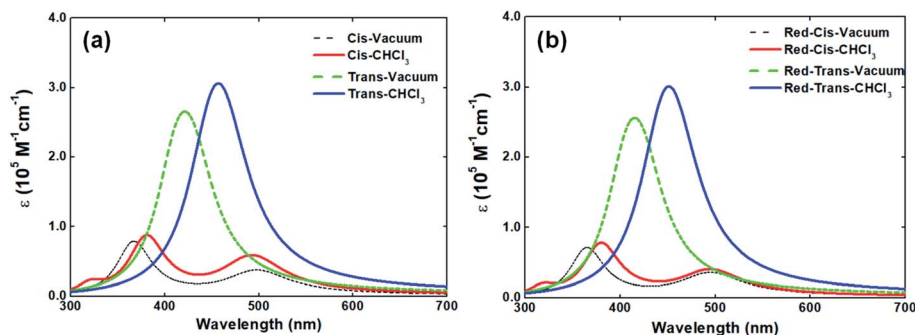 (a)
Cis-Vacuum
Cis-CHCl₃
Trans-Vacuum
Trans-CHCl₃
4.0
3.0
2.0
1.0
0.0
ε (10⁵ M⁻¹cm⁻¹)
300 400 500 600 700
Wavelength (nm)
(b)
Red-Cis-Vacuum
Red-Cis-CHCl₃
Red-Trans-Vacuum
Red-Trans-CHCl₃
4.0
3.0
2.0
1.0
0.0
ε (10⁵ M⁻¹cm⁻¹)
300 400 500 600 700
Wavelength (nm)